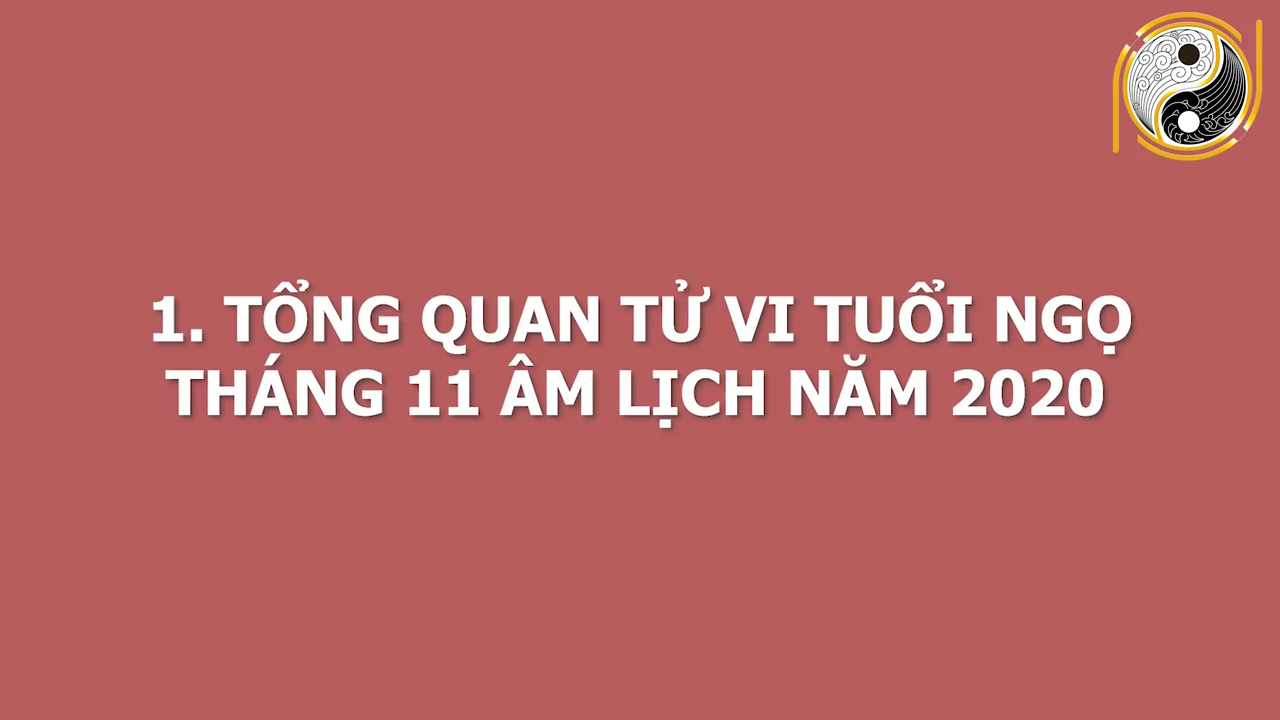 1. TỔNG QUAN TỬ VI TUỔI NGỌ
THÁNG 11 ÂM LỊCH NĂM 2020